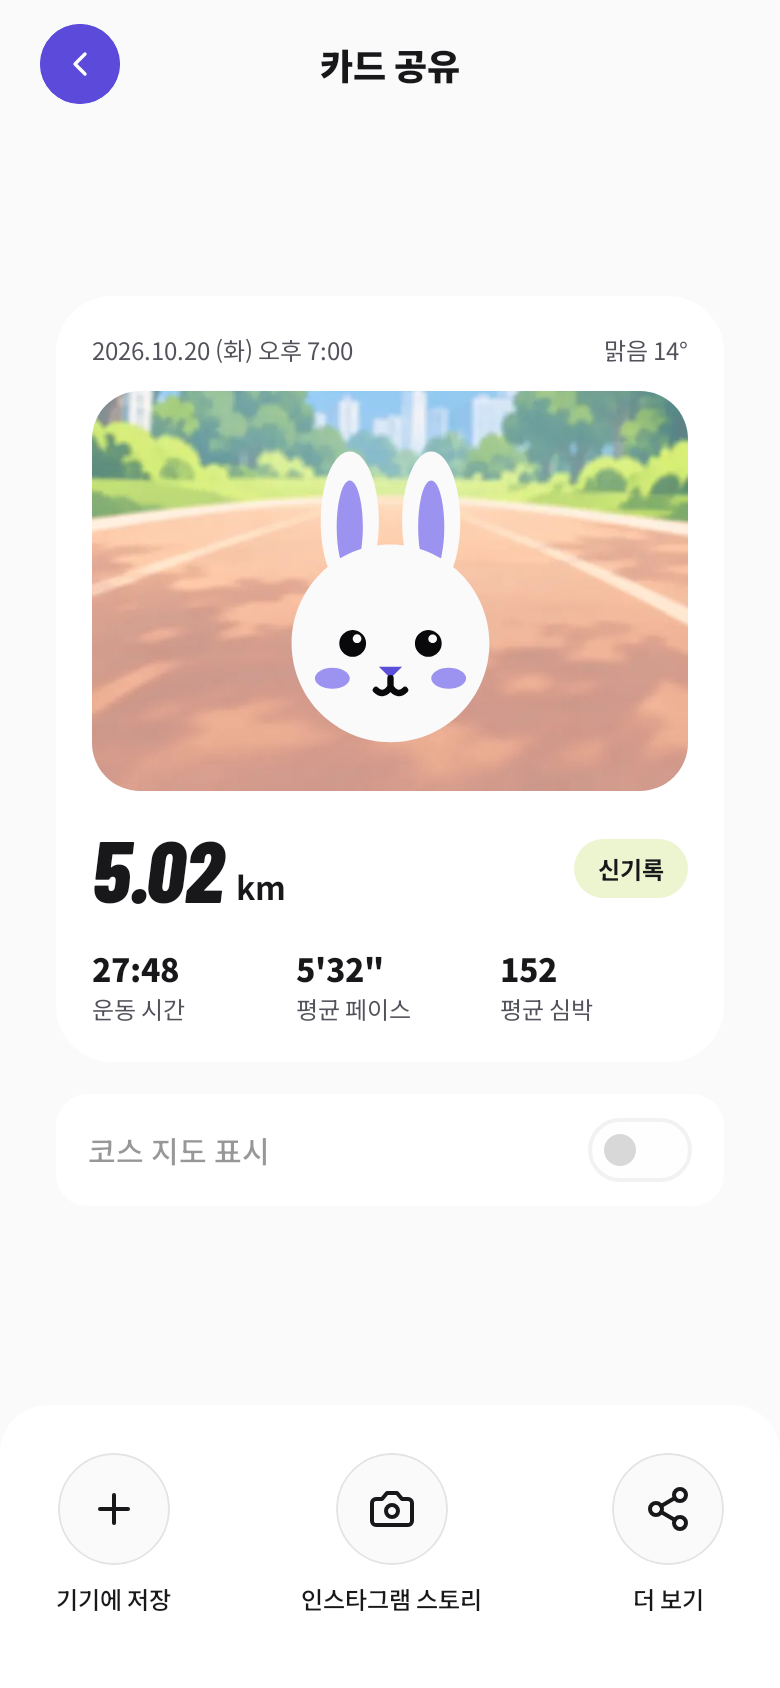 카드 공유
2026.10.20 (화) 오후 7:00
맑음 14°
5.02 km
신기록
27:48
5'32"
152
운동 시간
평균 페이스
평균 심박
코스 지도 표시
기기에 저장
인스타그램 스토리
더 보기